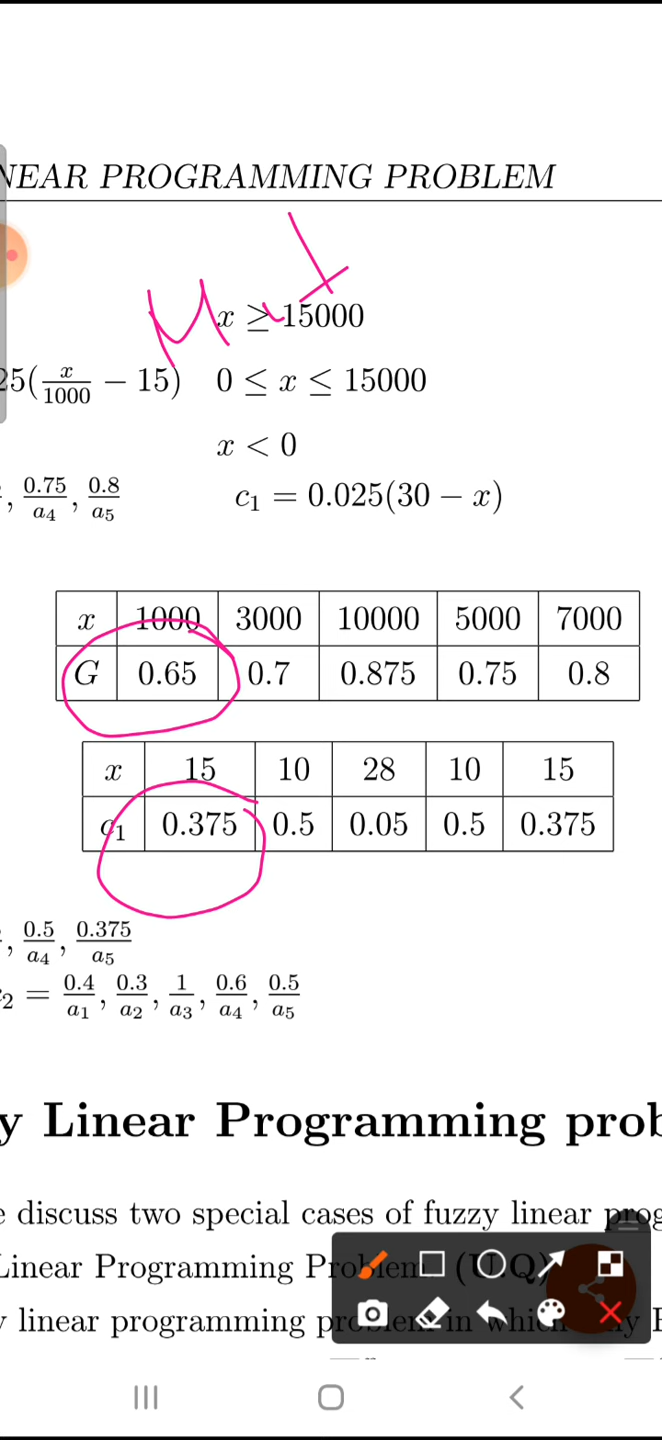 NEAR PROGRAMMING PROBLEM
x ≥ 15000
25(x/1000 − 15) 0 ≤ x ≤ 15000
x < 0
, 0.75/a4, 0.8/a5 c1 = 0.025(30 − x)
x 1000 3000 10000 5000 7000
G 0.65 0.7 0.875 0.75 0.8
x 15 10 28 10 15
c1 0.375 0.5 0.05 0.5 0.375
, 0.5/a4, 0.375/a5
2 = 0.4/a1, 0.3/a2, 1/a3, 0.6/a4, 0.5/a5
y Linear Programming prob
e discuss two special cases of fuzzy linear prog
Linear Programming Problem (
y linear programming problem in which